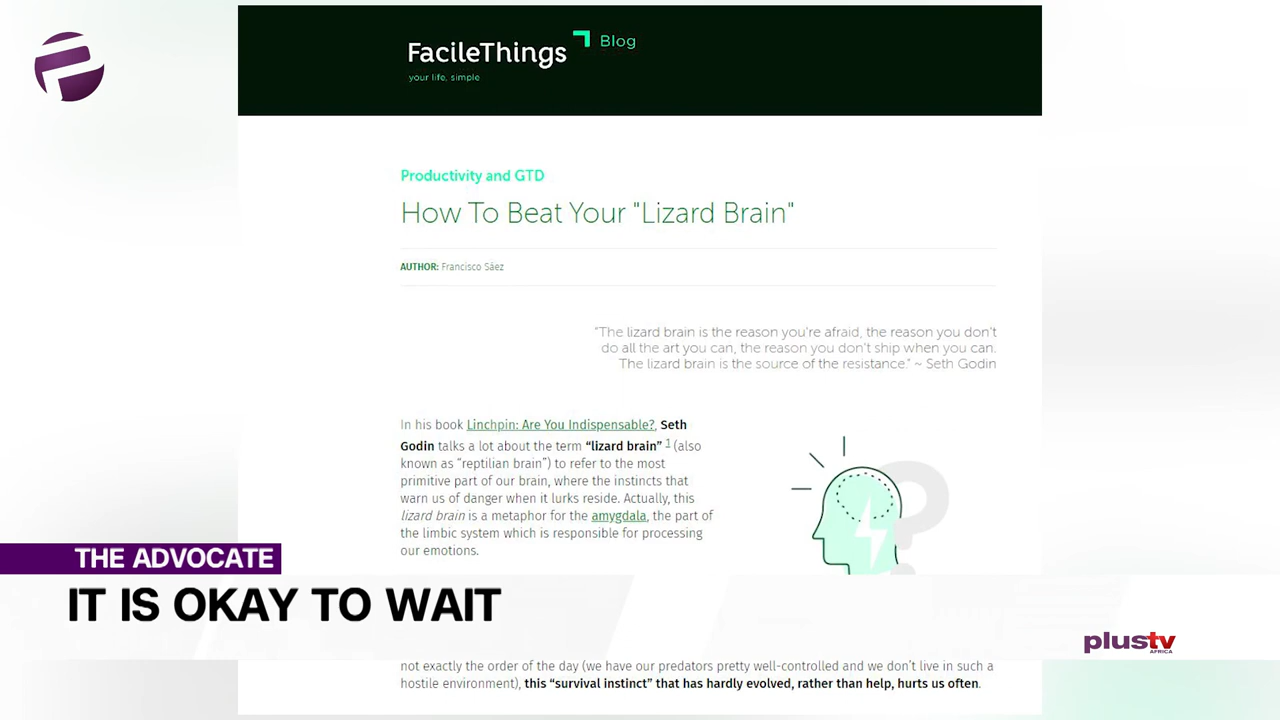 FacileThings Blog
your life, simple
Productivity and GTD
How To Beat Your "Lizard Brain"
AUTHOR: Francisco Sáez
"The lizard brain is the reason you're afraid, the reason you don't
do all the art you can, the reason you don't ship when you can.
The lizard brain is the source of the resistance." ~ Seth Godin
In his book Linchpin: Are You Indispensable?, Seth
Godin talks a lot about the term “lizard brain” 1 (also
known as “reptilian brain”) to refer to the most
primitive part of our brain, where the instincts that
warn us of danger when it lurks reside. Actually, this
lizard brain is a metaphor for the amygdala, the part of
the limbic system which is responsible for processing
our emotions.
THE ADVOCATE
IT IS OKAY TO WAIT
plustv
AFRICA
not exactly the order of the day (we have our predators pretty well-controlled and we don’t live in such a
hostile environment), this “survival instinct” that has hardly evolved, rather than help, hurts us often.